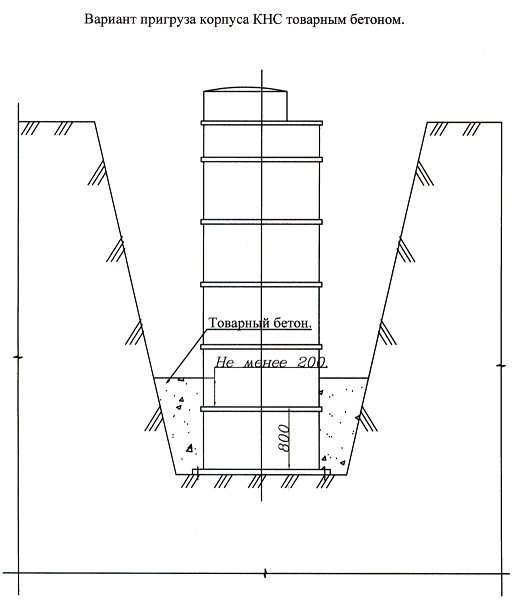 Вариант пригруза корпуса КНС товарным бетоном.
Товарный бетон.
Не менее 200.
800